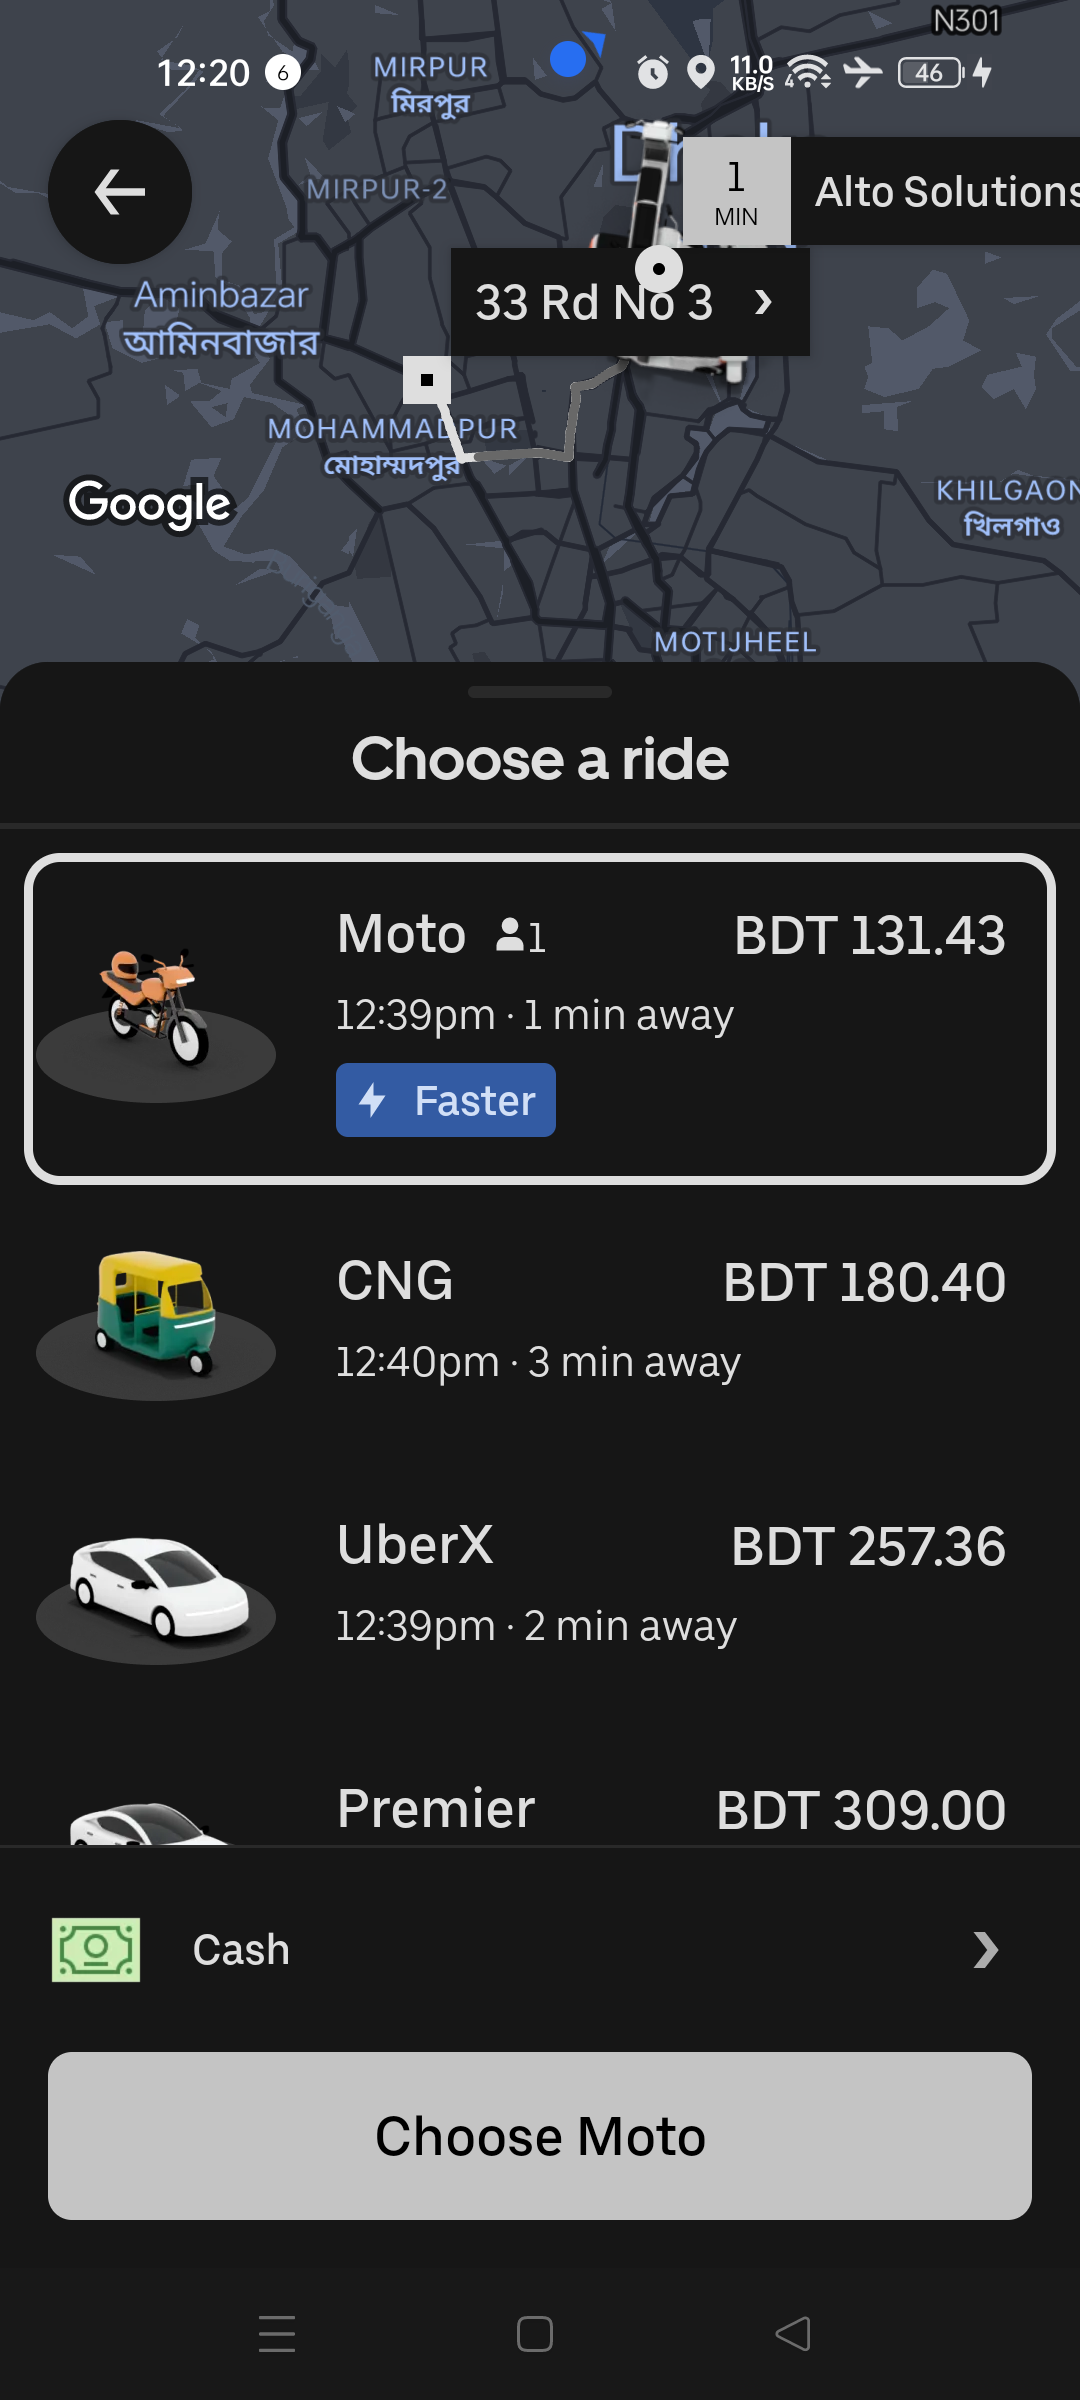 N301
12:20 6 11.0 KB/S 4 46
MIRPUR
মিরপুর
MIRPUR-2
1 MIN Alto Solutions
33 Rd No 3
Aminbazar
আমিনবাজার
MOHAMMADPUR
মোহাম্মদপুর
Google
KHILGAON
খিলগাও
MOTIJHEEL
Choose a ride
Moto 1 BDT 131.43
12:39pm · 1 min away
Faster
CNG BDT 180.40
12:40pm · 3 min away
UberX BDT 257.36
12:39pm · 2 min away
Premier BDT 309.00
Cash
Choose Moto